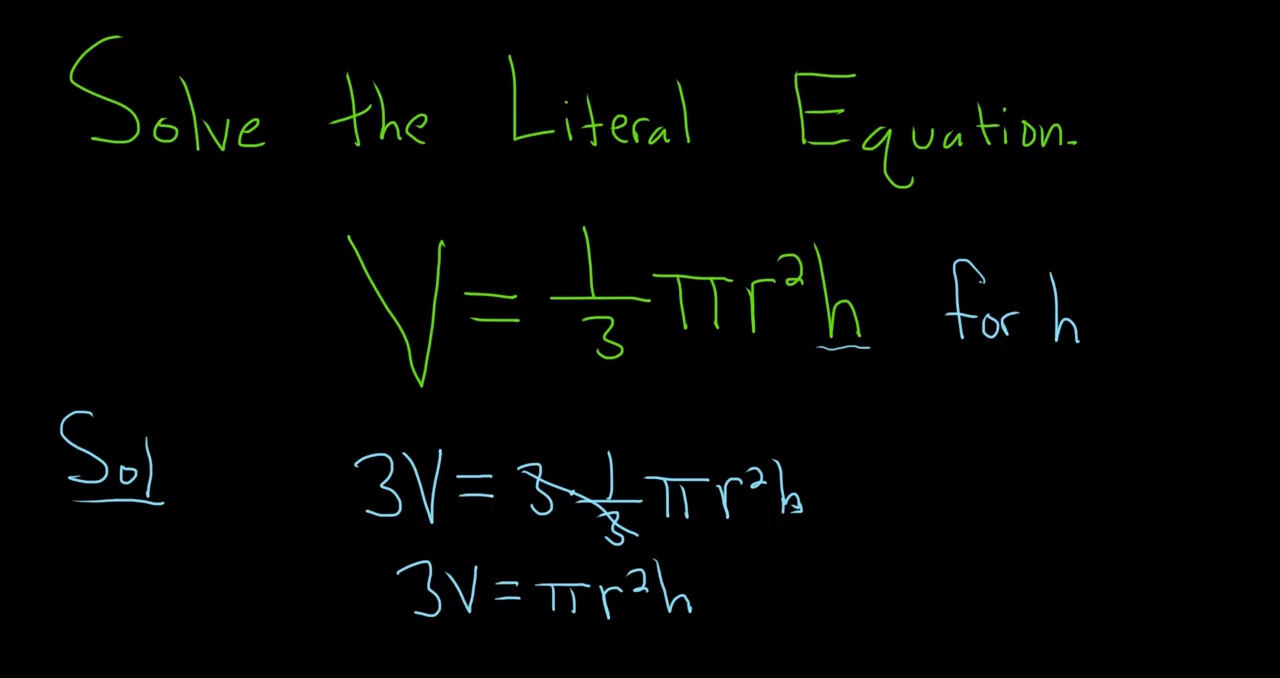 Solve the Literal Equation.
V = 1/3 πr²h for h
Sol 3V = 3·1/3 πr²h
3V = πr²h